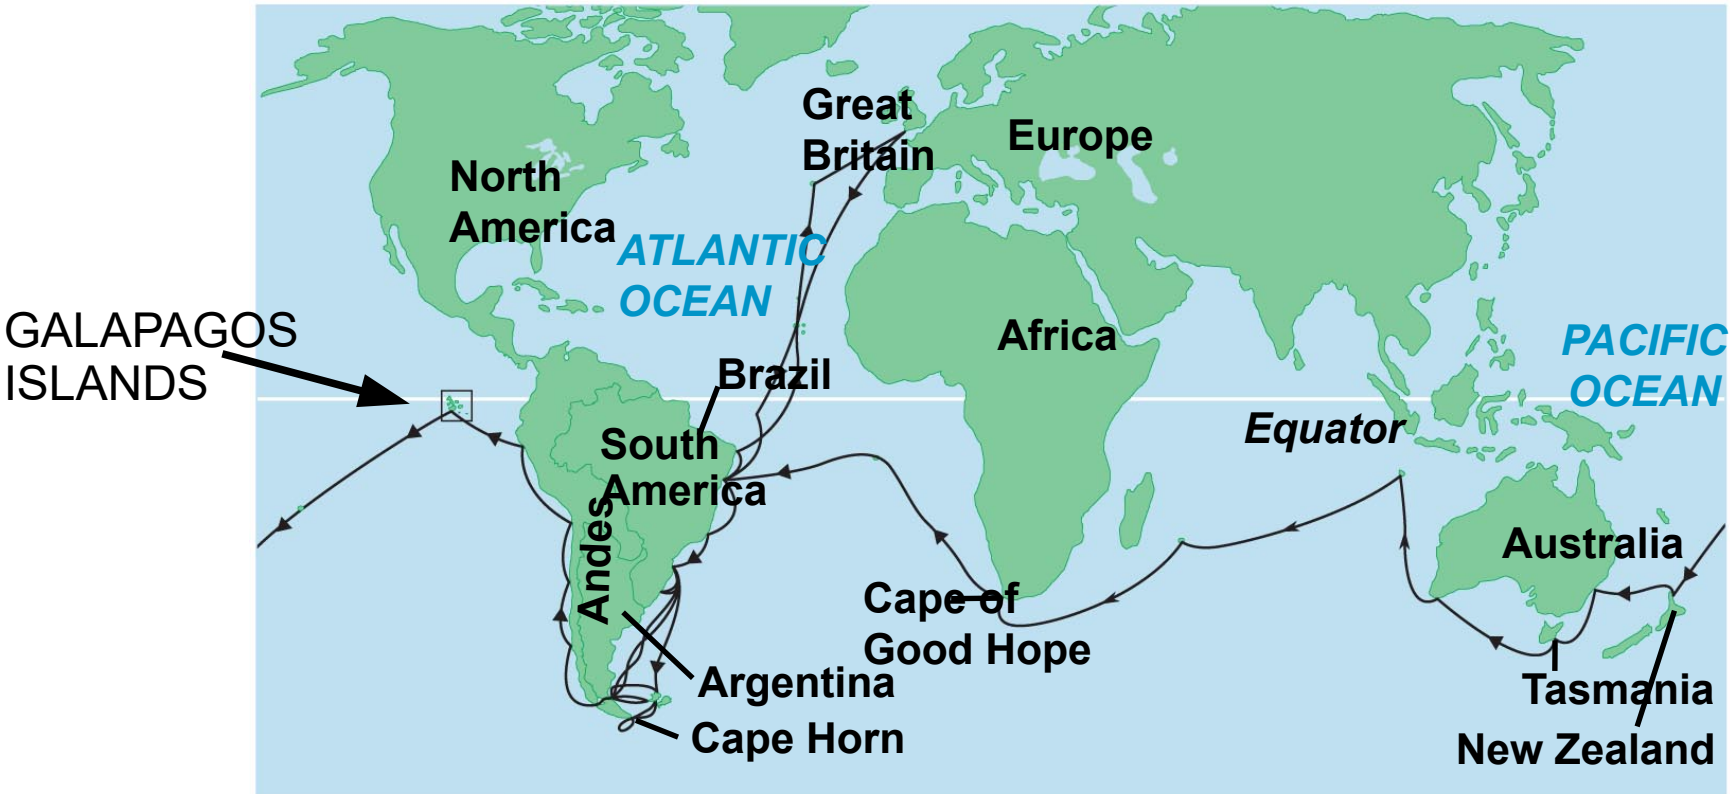 Great
Britain
Europe
North
America
ATLANTIC
OCEAN
GALAPAGOS
ISLANDS
Africa
PACIFIC
OCEAN
Brazil
Equator
South
America
Andes
Australia
Cape of
Good Hope
Argentina
Tasmania
Cape Horn
New Zealand